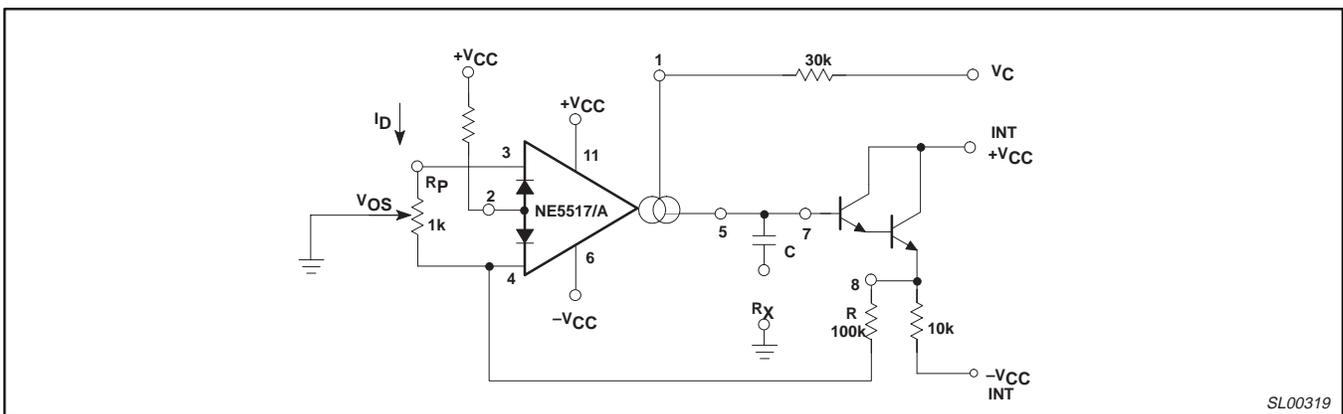 +VCC
1
30k
VC
ID
+VCC
INT
+VCC
3
11
RP
2
VOS
NE5517/A
1k
5
7
C
4
6
8
–VCC
RX
R
100k
10k
–VCC
INT
SL00319